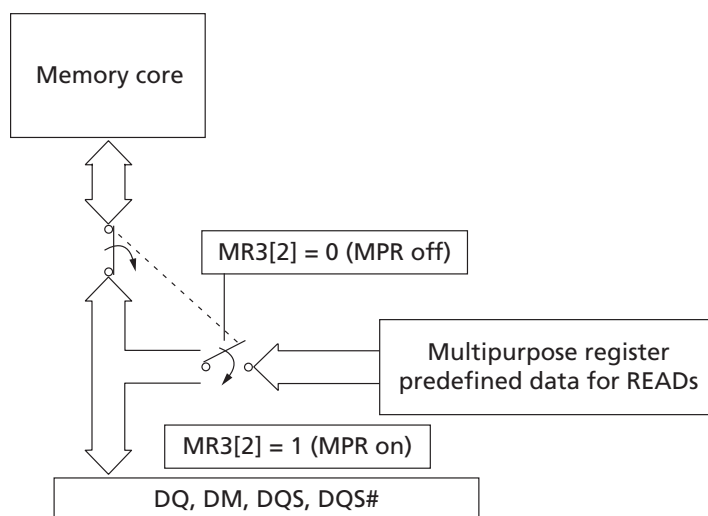 Memory core
MR3[2] = 0 (MPR off)
Multipurpose register
predefined data for READs
MR3[2] = 1 (MPR on)
DQ, DM, DQS, DQS#